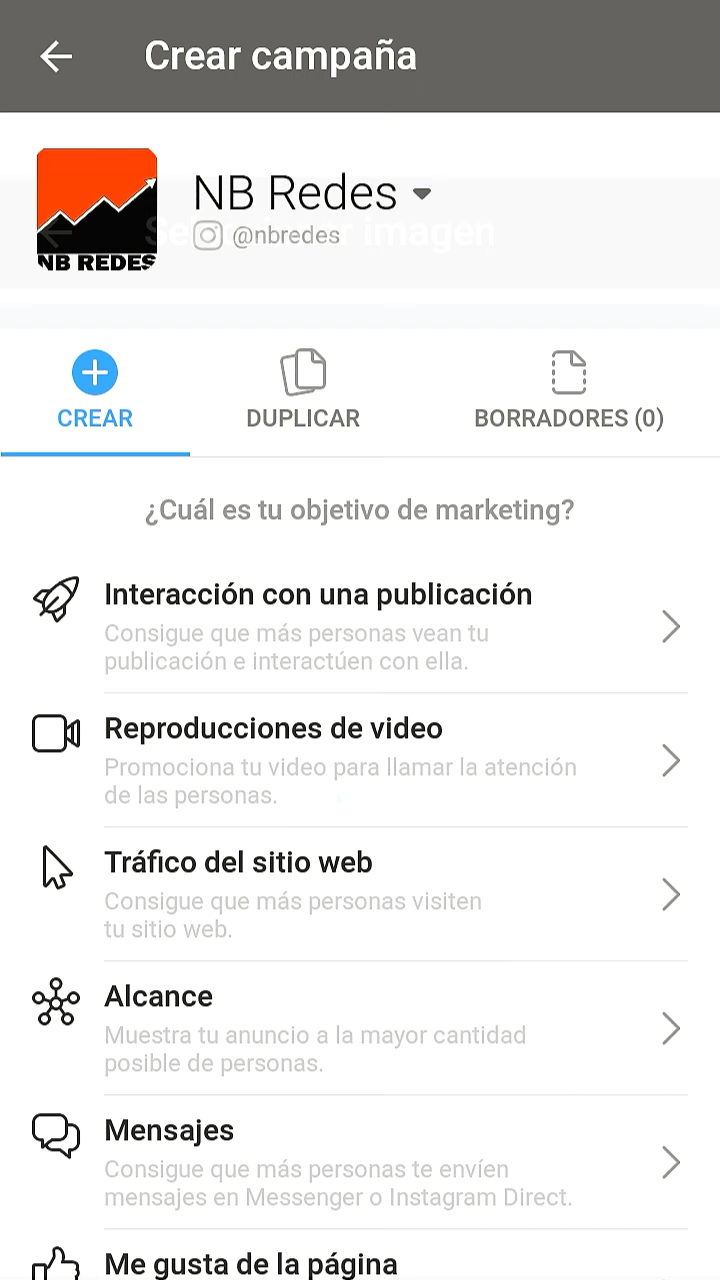 Crear campaña
NB Redes
Seleccionar imagen
@nbredes
NB REDES
CREAR
DUPLICAR
BORRADORES (0)
¿Cuál es tu objetivo de marketing?
Interacción con una publicación
Consigue que más personas vean tu
publicación e interactúen con ella.
Reproducciones de video
Promociona tu video para llamar la atención
de las personas.
Tráfico del sitio web
Consigue que más personas visiten
tu sitio web.
Alcance
Muestra tu anuncio a la mayor cantidad
posible de personas.
Mensajes
Consigue que más personas te envíen
mensajes en Messenger o Instagram Direct.
Me gusta de la página